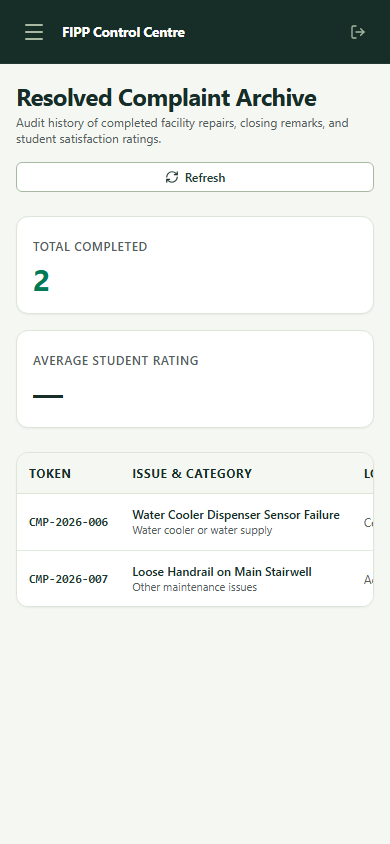 FIPP Control Centre
Resolved Complaint Archive
Audit history of completed facility repairs, closing remarks, and
student satisfaction ratings.
Refresh
TOTAL COMPLETED
2
AVERAGE STUDENT RATING
—
TOKEN ISSUE & CATEGORY
CMP-2026-006 Water Cooler Dispenser Sensor Failure
Water cooler or water supply
CMP-2026-007 Loose Handrail on Main Stairwell
Other maintenance issues